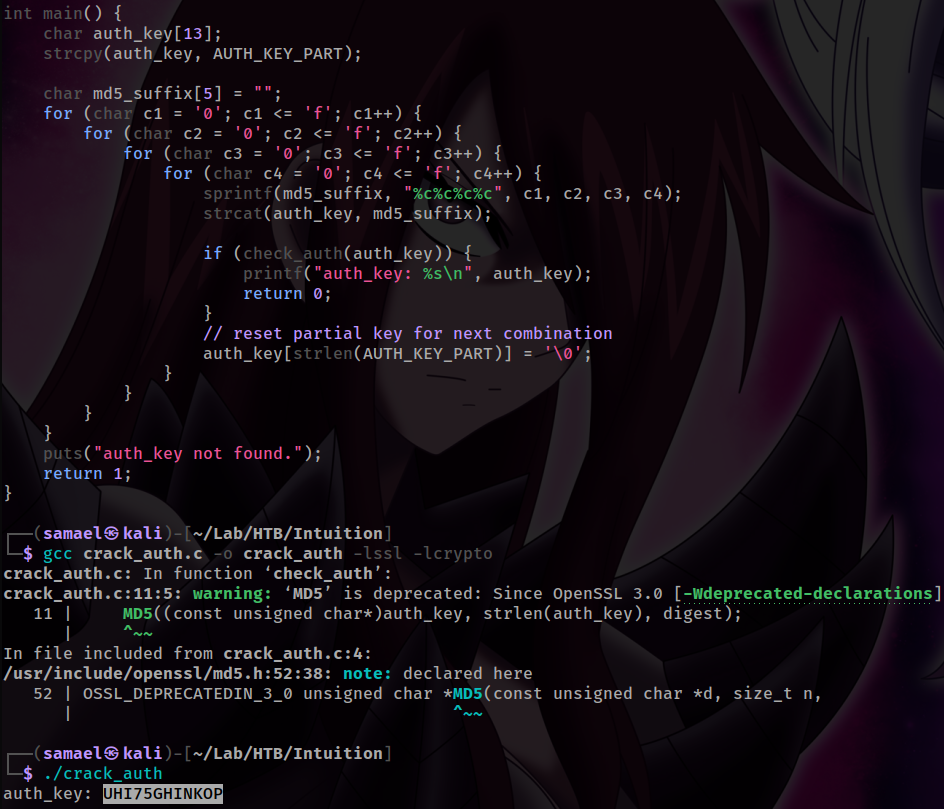 int main() {
    char auth_key[13];
    strcpy(auth_key, AUTH_KEY_PART);
    char md5_suffix[5] = "";
    for (char c1 = '0'; c1 <= 'f'; c1++) {
        for (char c2 = '0'; c2 <= 'f'; c2++) {
            for (char c3 = '0'; c3 <= 'f'; c3++) {
                for (char c4 = '0'; c4 <= 'f'; c4++) {
                    sprintf(md5_suffix, "%c%c%c%c", c1, c2, c3, c4);
                    strcat(auth_key, md5_suffix);
                    if (check_auth(auth_key)) {
                        printf("auth_key: %s\n", auth_key);
                        return 0;
                    }
                    // reset partial key for next combination
                    auth_key[strlen(AUTH_KEY_PART)] = '\0';
                }
            }
        }
    }
    puts("auth_key not found.");
    return 1;
}
┌──(samael㉿kali)-[~/Lab/HTB/Intuition]
└─$ gcc crack_auth.c -o crack_auth -lssl -lcrypto
crack_auth.c: In function ‘check_auth’:
crack_auth.c:11:5: warning: ‘MD5’ is deprecated: Since OpenSSL 3.0 [-Wdeprecated-declarations]
   11 |     MD5((const unsigned char*)auth_key, strlen(auth_key), digest);
      |     ^~~
In file included from crack_auth.c:4:
/usr/include/openssl/md5.h:52:38: note: declared here
   52 | OSSL_DEPRECATEDIN_3_0 unsigned char *MD5(const unsigned char *d, size_t n,
      |                                      ^~~
┌──(samael㉿kali)-[~/Lab/HTB/Intuition]
└─$ ./crack_auth
auth_key: UHI75GHINKOP